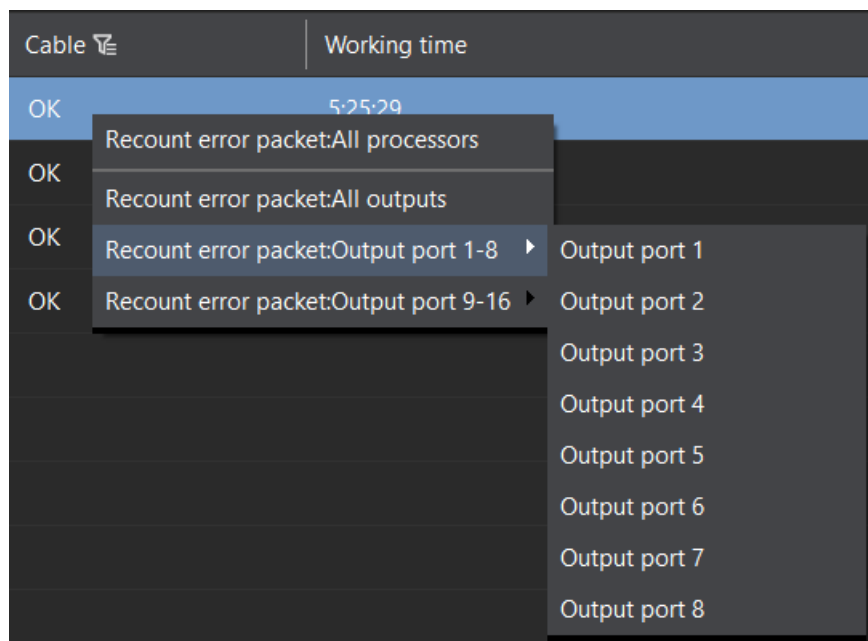 Cable Working time
OK 5:25:29
Recount error packet:All processors
OK
Recount error packet:All outputs
OK Recount error packet:Output port 1-8 Output port 1
OK Recount error packet:Output port 9-16 Output port 2
Output port 3
Output port 4
Output port 5
Output port 6
Output port 7
Output port 8